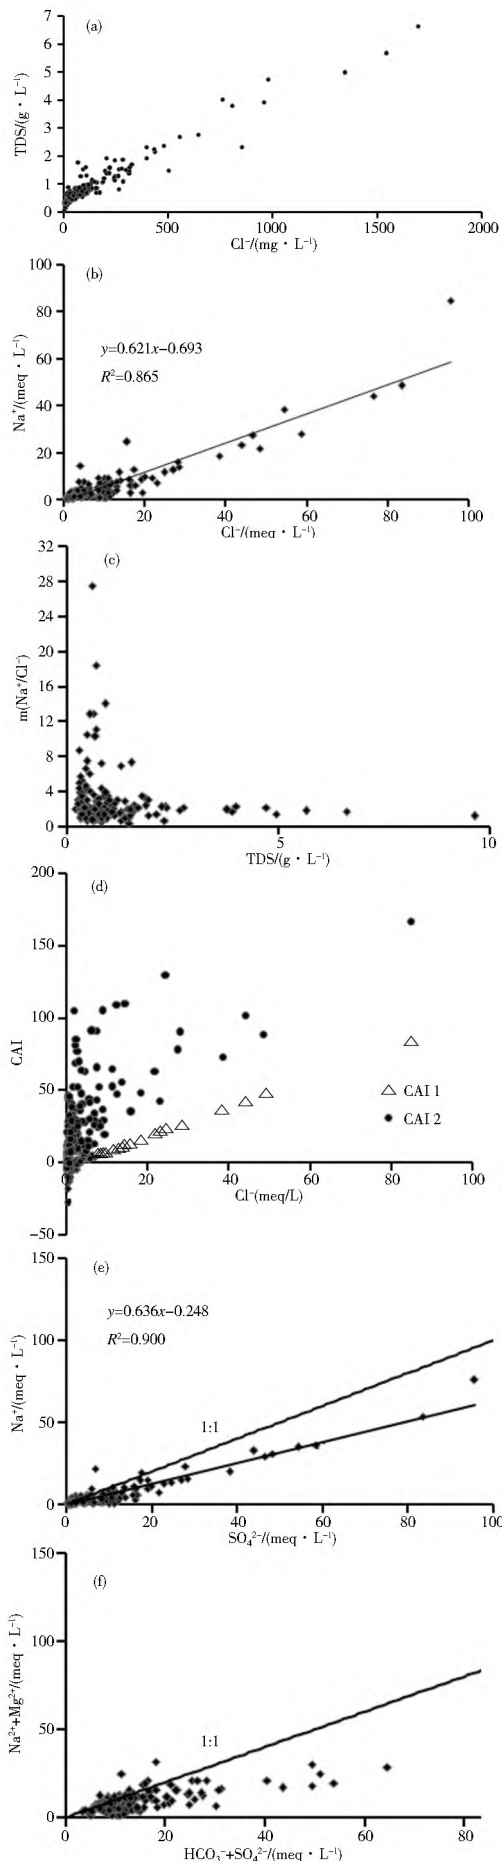 (a)
7
6
5
4
3
2
1
0
TDS/(g · L⁻¹)
0 500 1000 1500 2000
Cl⁻/(mg · L⁻¹)
(b)
100
80
60
40
20
0
Na⁺/(meq · L⁻¹)
y=0.621x−0.693
R²=0.865
0 20 40 60 80 100
Cl⁻/(meq · L⁻¹)
(c)
32
28
24
20
16
12
8
4
0
m(Na⁺/Cl⁻)
0 5 10
TDS/(g · L⁻¹)
(d)
200
150
100
50
0
−50
CAI
CAI 1
CAI 2
0 20 40 60 80 100
Cl⁻(meq/L)
(e)
150
100
50
0
Na⁺/(meq · L⁻¹)
y=0.636x−0.248
R²=0.900
1:1
0 20 40 60 80 100
SO₄²⁻/(meq · L⁻¹)
(f)
150
100
50
0
Na²⁺+Mg²⁺/(meq · L⁻¹)
1:1
0 20 40 60 80
HCO₃⁻+SO₄²⁻/(meq · L⁻¹)